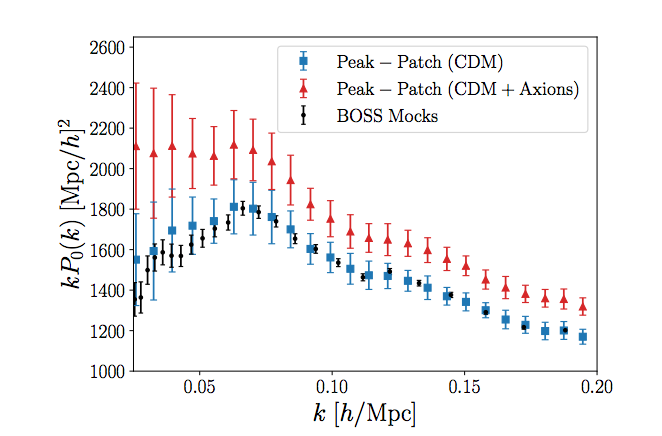 2600
2400
2200
2000
1800
1600
1400
1200
1000
kP₀(k) [Mpc/h]²
Peak − Patch (CDM)
Peak − Patch (CDM + Axions)
BOSS Mocks
0.05 0.10 0.15 0.20
k [h/Mpc]